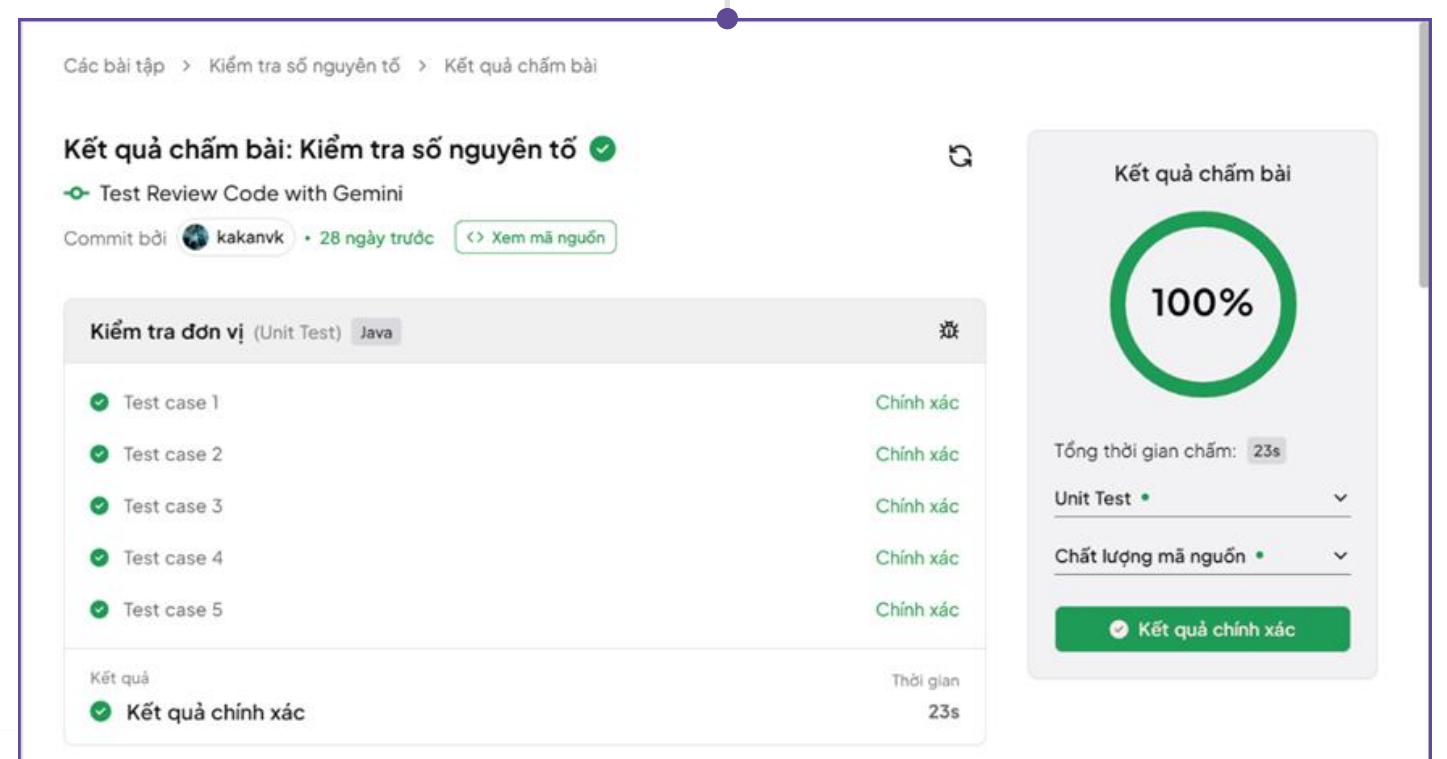 Các bài tập > Kiểm tra số nguyên tố > Kết quả chấm bài
Kết quả chấm bài: Kiểm tra số nguyên tố
Test Review Code with Gemini
Commit bởi kakanvk • 28 ngày trước <> Xem mã nguồn
Kiểm tra đơn vị (Unit Test) Java
Test case 1 Chính xác
Test case 2 Chính xác
Test case 3 Chính xác
Test case 4 Chính xác
Test case 5 Chính xác
Kết quả Thời gian
Kết quả chính xác 23s
Kết quả chấm bài
100%
Tổng thời gian chấm: 23s
Unit Test •
Chất lượng mã nguồn •
Kết quả chính xác